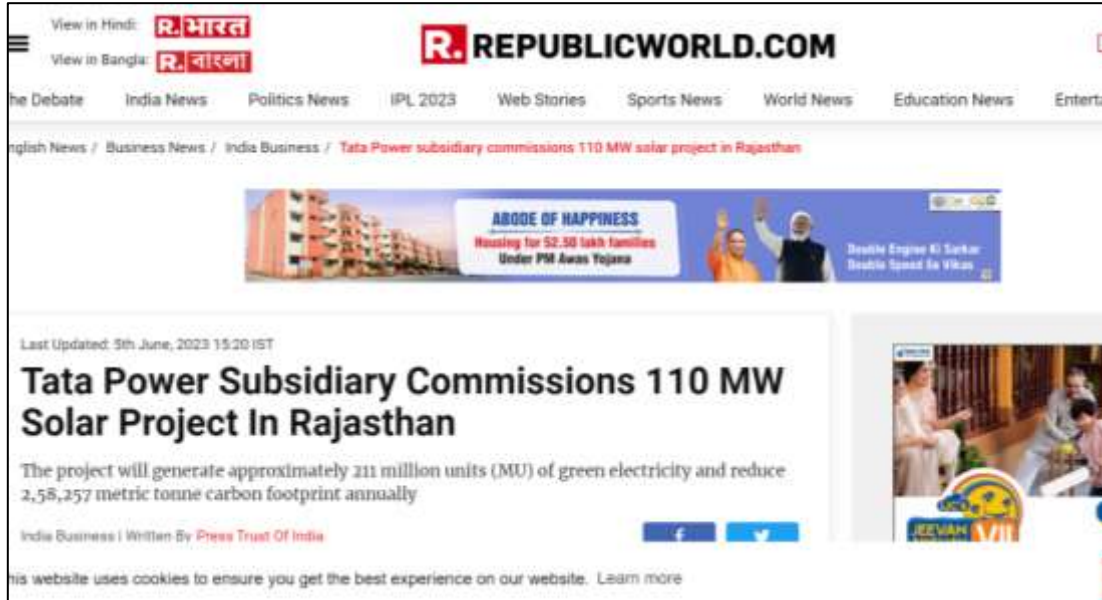 View in Hindi: R. भारत
View in Bangla: R. বাংলা
R. REPUBLICWORLD.COM
he Debate India News Politics News IPL 2023 Web Stories Sports News World News Education News Enterta
nglish News / Business News / India Business / Tata Power subsidiary commissions 110 MW solar project in Rajasthan
ABODE OF HAPPINESS
Housing for 52.50 lakh families
Under PM Awas Yojana
Double Engine Ki Sarkar
Double Speed Se Vikas
Last Updated: 5th June, 2023 15:20 IST
Tata Power Subsidiary Commissions 110 MW
Solar Project In Rajasthan
The project will generate approximately 211 million units (MU) of green electricity and reduce
2,58,257 metric tonne carbon footprint annually
India Business | Written By Press Trust Of India
JEEVAN
VII
his website uses cookies to ensure you get the best experience on our website. Learn more